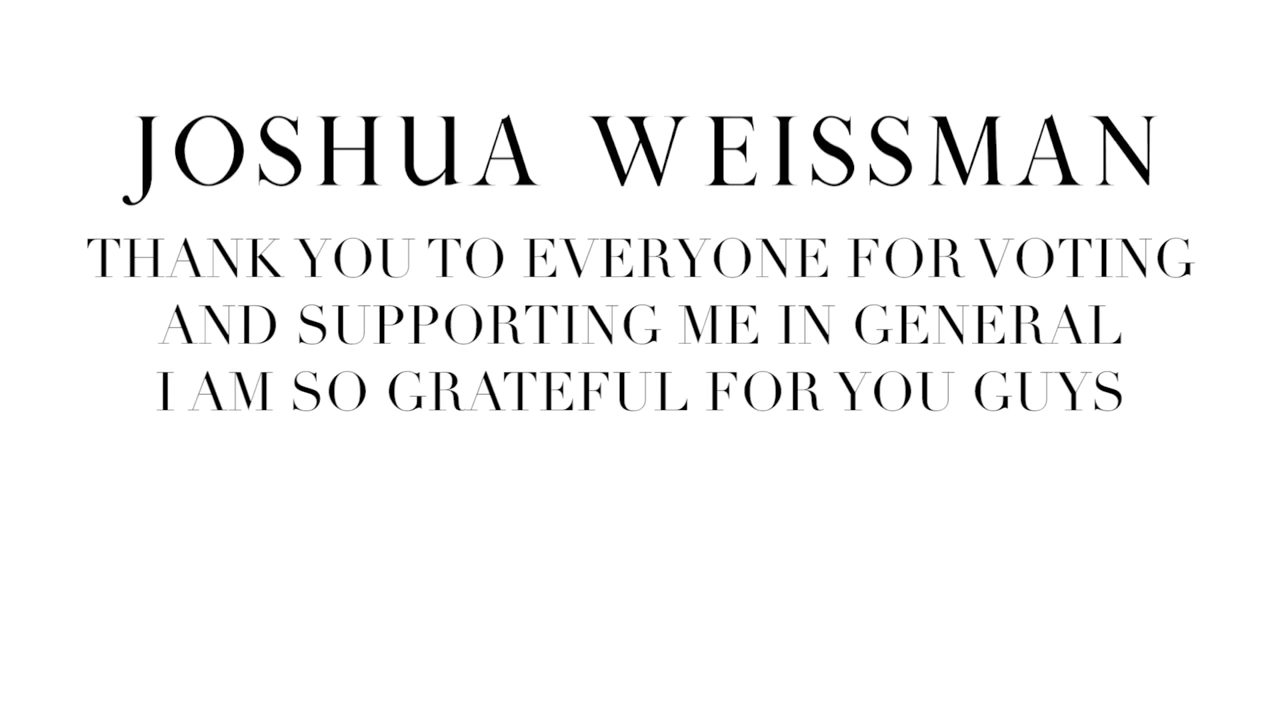 JOSHUA WEISSMAN
THANK YOU TO EVERYONE FOR VOTING
AND SUPPORTING ME IN GENERAL
I AM SO GRATEFUL FOR YOU GUYS